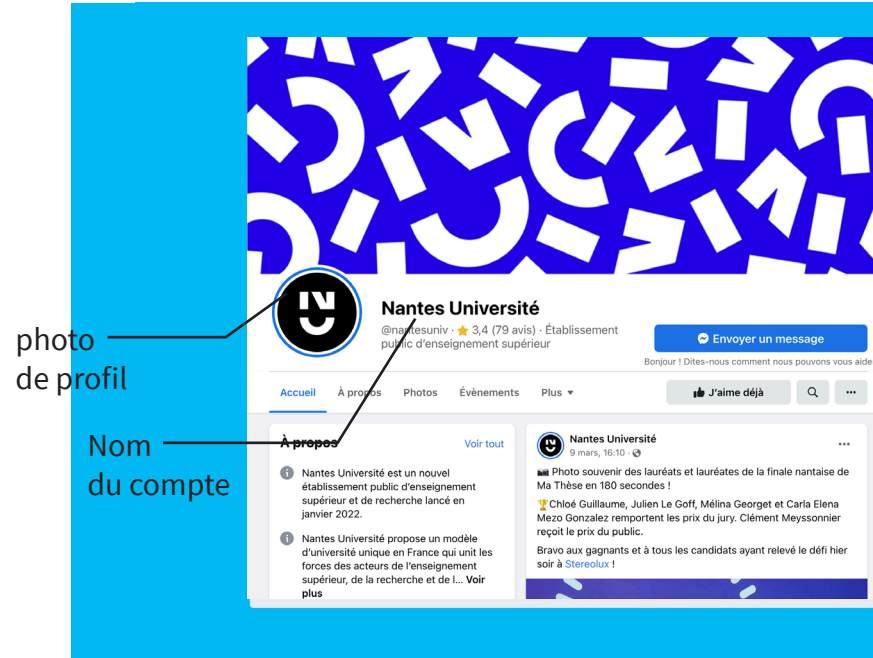 Nantes Université
@nantesuniv · ⭐ 3,4 (79 avis) · Établissement
public d'enseignement supérieur
Envoyer un message
Bonjour ! Dites-nous comment nous pouvons vous aide
photo
de profil
Accueil À propos Photos Évènements Plus ▼
J'aime déjà
Nom
du compte
À propos
Voir tout
Nantes Université est un nouvel
établissement public d'enseignement
supérieur et de recherche lancé en
janvier 2022.
Nantes Université propose un modèle
d'université unique en France qui unit les
forces des acteurs de l'enseignement
supérieur, de la recherche et de l... Voir
plus
Nantes Université
9 mars, 16:10 ·
📷 Photo souvenir des lauréats et lauréates de la finale nantaise de
Ma Thèse en 180 secondes !
🏆Chloé Guillaume, Julien Le Goff, Mélina Georget et Carla Elena
Mezo Gonzalez remportent les prix du jury. Clément Meyssonnier
reçoit le prix du public.
Bravo aux gagnants et à tous les candidats ayant relevé le défi hier
soir à Stereolux !